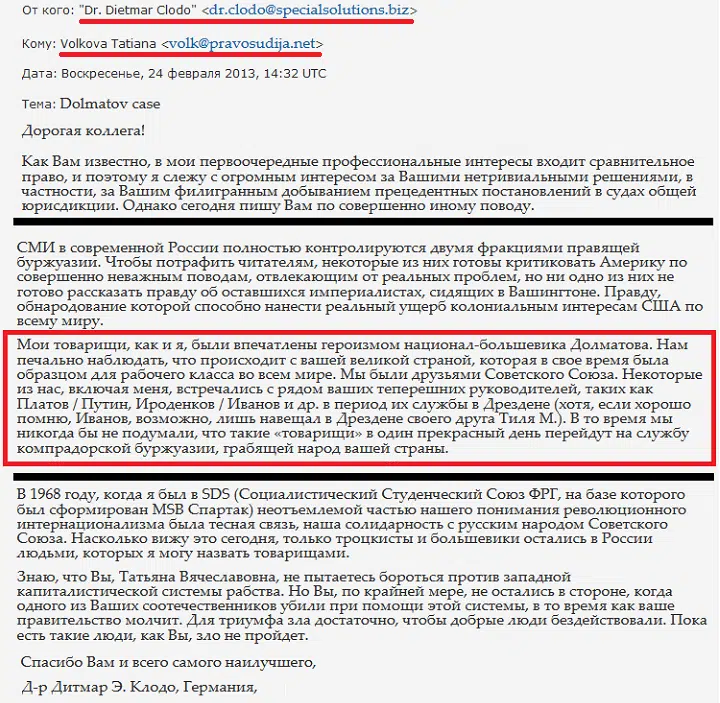 От кого: "Dr. Dietmar Clodo" <dr.clodo@specialsolutions.biz>
Кому: Volkova Tatiana <volk@pravosudija.net>
Дата: Воскресенье, 24 февраля 2013, 14:32 UTC
Тема: Dolmatov case
Дорогая коллега!
Как Вам известно, в мои первоочередные профессиональные интересы входит сравнительное
право, и поэтому я слежу с огромным интересом за Вашими нетривиальными решениями, в
частности, за Вашим филигранным добыванием прецедентных постановлений в судах общей
юрисдикции. Однако сегодня пишу Вам по совершенно иному поводу.
СМИ в современной России полностью контролируются двумя фракциями правящей
буржуазии. Чтобы потрафить читателям, некоторые из них готовы критиковать Америку по
совершенно неважным поводам, отвлекающим от реальных проблем, но ни одно из них не
готово рассказать правду об оставшихся империалистах, сидящих в Вашингтоне. Правду,
обнародование которой способно нанести реальный ущерб колониальным интересам США по
всему миру.
Мои товарищи, как и я, были впечатлены героизмом национал-большевика Долматова. Нам
печально наблюдать, что происходит с вашей великой страной, которая в свое время была
образцом для рабочего класса во всем мире. Мы были друзьями Советского Союза. Некоторые
из нас, включая меня, встречались с рядом ваших теперешних руководителей, таких как
Платов / Путин, Ироденков / Иванов и др. в период их службы в Дрездене (хотя, если хорошо
помню, Иванов, возможно, лишь навещал в Дрездене своего друга Тиля М.). В то время мы
никогда бы не подумали, что такие «товарищи» в один прекрасный день перейдут на службу
компрадорской буржуазии, грабящей народ вашей страны.
В 1968 году, когда я был в SDS (Социалистический Студенческий Союз ФРГ, на базе которого
был сформирован MSB Спартак) неотъемлемой частью нашего понимания революционного
интернационализма была тесная связь, наша солидарность с русским народом Советского
Союза. Насколько вижу это сегодня, только троцкисты и большевики остались в России
людьми, которых я могу назвать товарищами.
Знаю, что Вы, Татьяна Вячеславовна, не пытаетесь бороться против западной
капиталистической системы рабства. Но Вы, по крайней мере, не остались в стороне, когда
одного из Ваших соотечественников убили при помощи этой системы, в то время как ваше
правительство молчит. Для триумфа зла достаточно, чтобы добрые люди бездействовали. Пока
есть такие люди, как Вы, зло не пройдет.
Спасибо Вам и всего самого наилучшего,
Д-р Дитмар Э. Клодо, Германия,